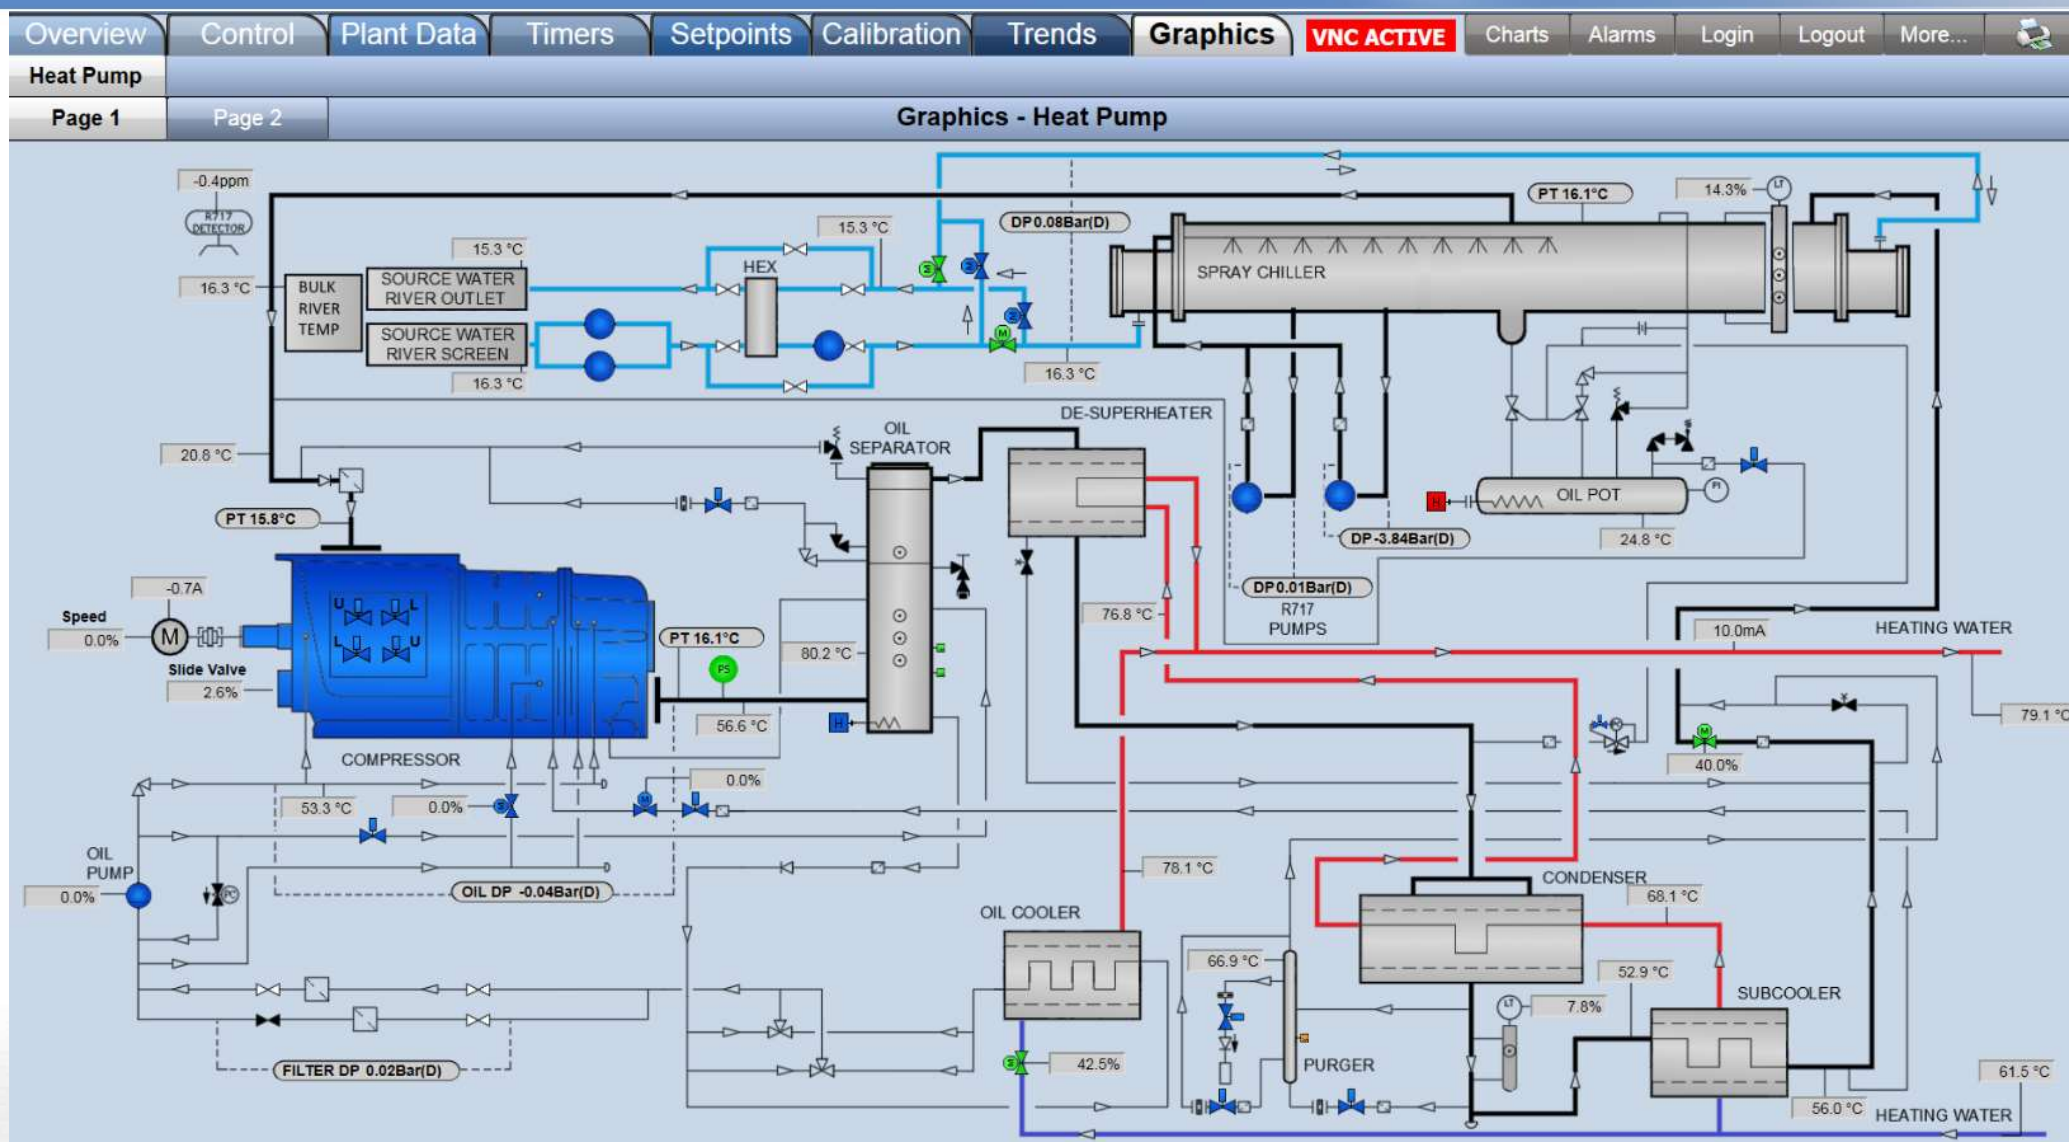 Overview Control Plant Data Timers Setpoints Calibration Trends Graphics VNC ACTIVE Charts Alarms Login Logout More...
Heat Pump
Page 1 Page 2 Graphics - Heat Pump
-0.4ppm
R717
DETECTOR
16.3 °C
BULK
RIVER
TEMP
15.3 °C
SOURCE WATER
RIVER OUTLET
SOURCE WATER
RIVER SCREEN
16.3 °C
HEX
15.3 °C
M
M
M
M
DP 0.08Bar(D)
16.3 °C
PT 16.1°C
14.3%
LT
SPRAY CHILLER
20.8 °C
PT 15.8°C
OIL
SEPARATOR
DE-SUPERHEATER
OIL POT
PI
H
24.8 °C
DP -3.84Bar(D)
DP 0.01Bar(D)
R717
PUMPS
-0.7A
Speed
0.0%
M
Slide Valve
2.6%
U L
L U
COMPRESSOR
PT 16.1°C
PS
56.6 °C
80.2 °C
H
76.8 °C
10.0mA
HEATING WATER
79.1 °C
M
40.0%
53.3 °C
0.0%
M
0.0%
OIL
PUMP
0.0%
PC
OIL DP -0.04Bar(D)
FILTER DP 0.02Bar(D)
78.1 °C
OIL COOLER
M
42.5%
CONDENSER
68.1 °C
66.9 °C
PURGER
LT
7.8%
52.9 °C
SUBCOOLER
56.0 °C
61.5 °C
HEATING WATER